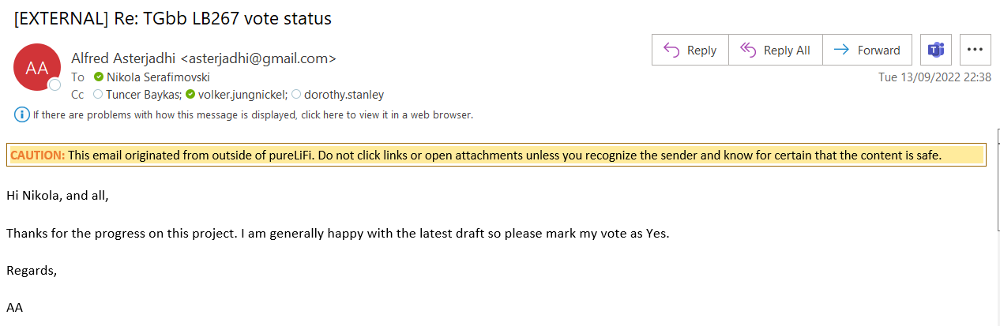 [EXTERNAL] Re: TGbb LB267 vote status
AA
Alfred Asterjadhi <asterjadhi@gmail.com>
Reply
Reply All
Forward
To Nikola Serafimovski
Tue 13/09/2022 22:38
Cc Tuncer Baykas; volker.jungnickel; dorothy.stanley
If there are problems with how this message is displayed, click here to view it in a web browser.
CAUTION: This email originated from outside of pureLiFi. Do not click links or open attachments unless you recognize the sender and know for certain that the content is safe.
Hi Nikola, and all,
Thanks for the progress on this project. I am generally happy with the latest draft so please mark my vote as Yes.
Regards,
AA